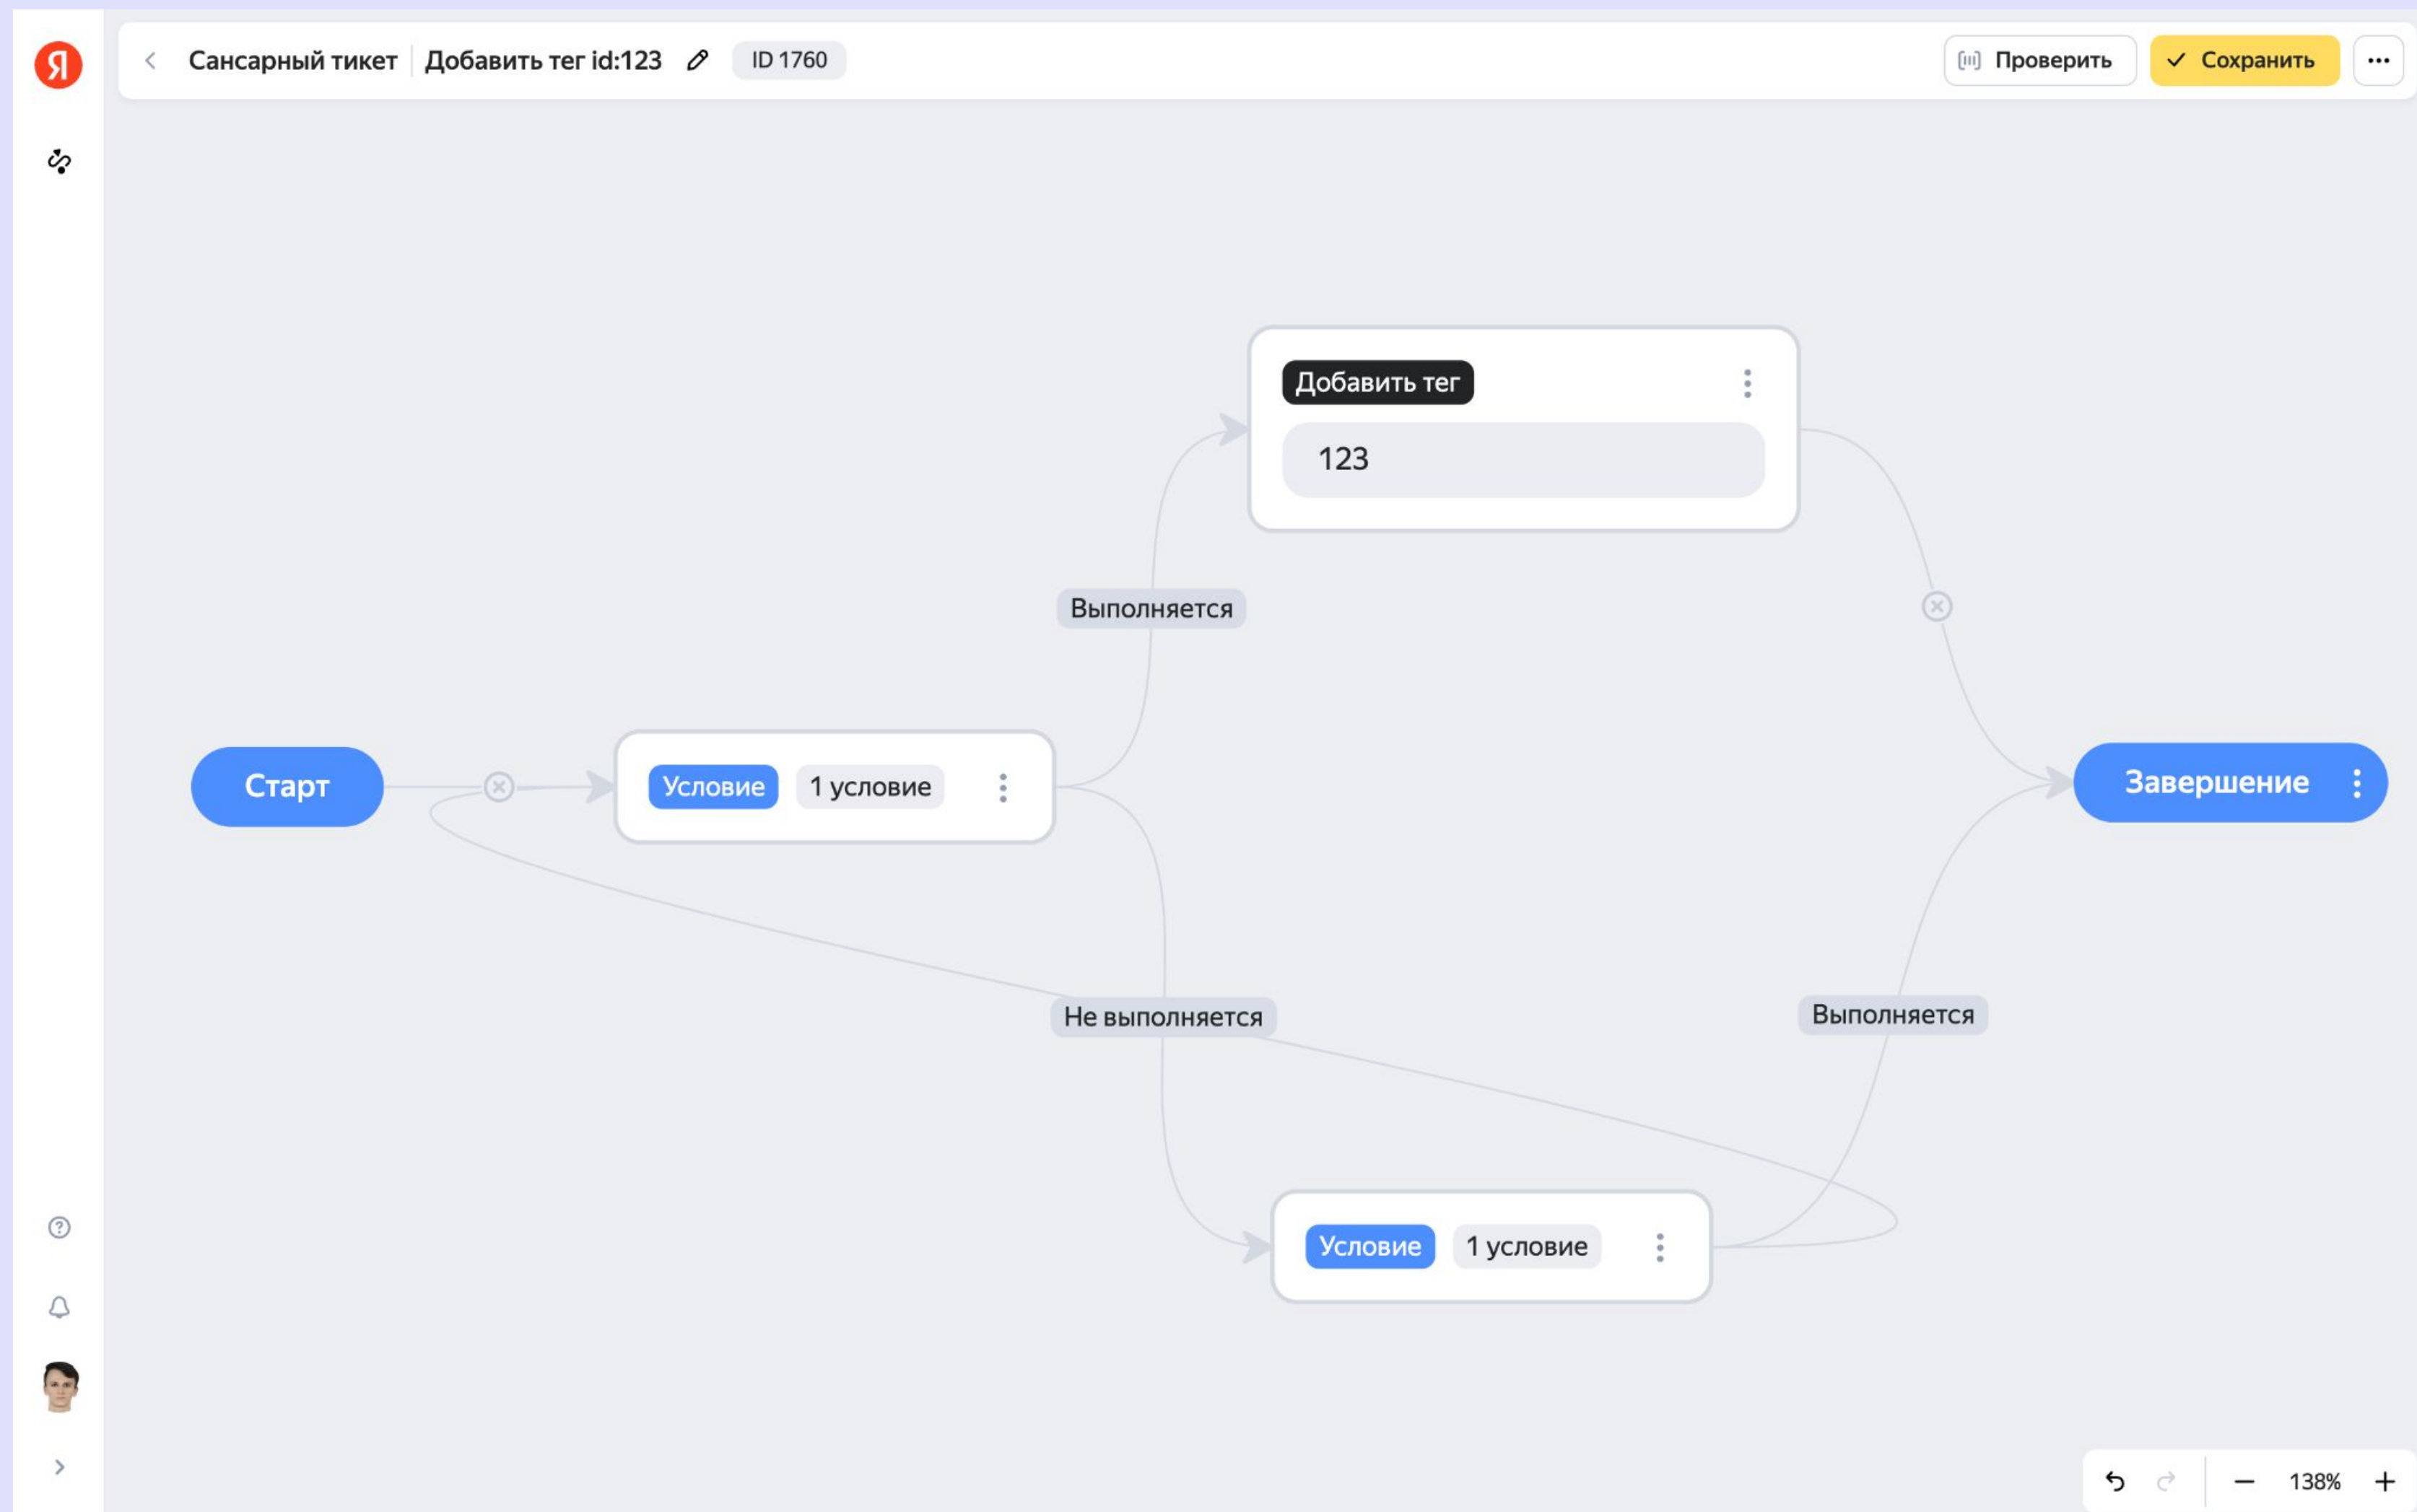 Я
Сансарный тикет
Добавить тег id:123
ID 1760
Проверить
Сохранить
Добавить тег
123
Выполняется
Старт
Условие
1 условие
Завершение
Не выполняется
Выполняется
Условие
1 условие
138%